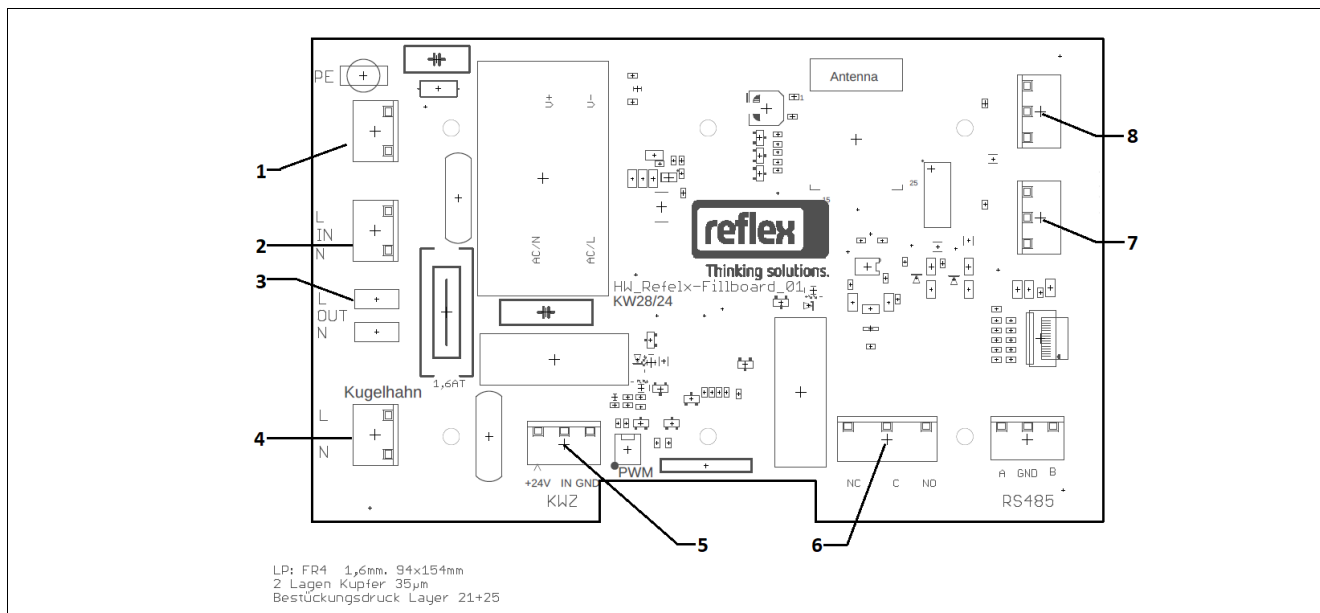 PE
Antenna
1
8
U+
U-
L
IN
N
2
25
15
7
AC/N
AC/L
reflex
Thinking solutions.
HW_Refelx-Fillboard_01
KW28/24
3
L
OUT
N
1,6AT
Kugelhahn
L
N
4
PWM
+24V IN GND
KWZ
5
NC C NO
6
A GND B
RS485
LP: FR4 1,6mm. 94x154mm
2 Lagen Kupfer 35µm
Bestückungsdruck Layer 21+25